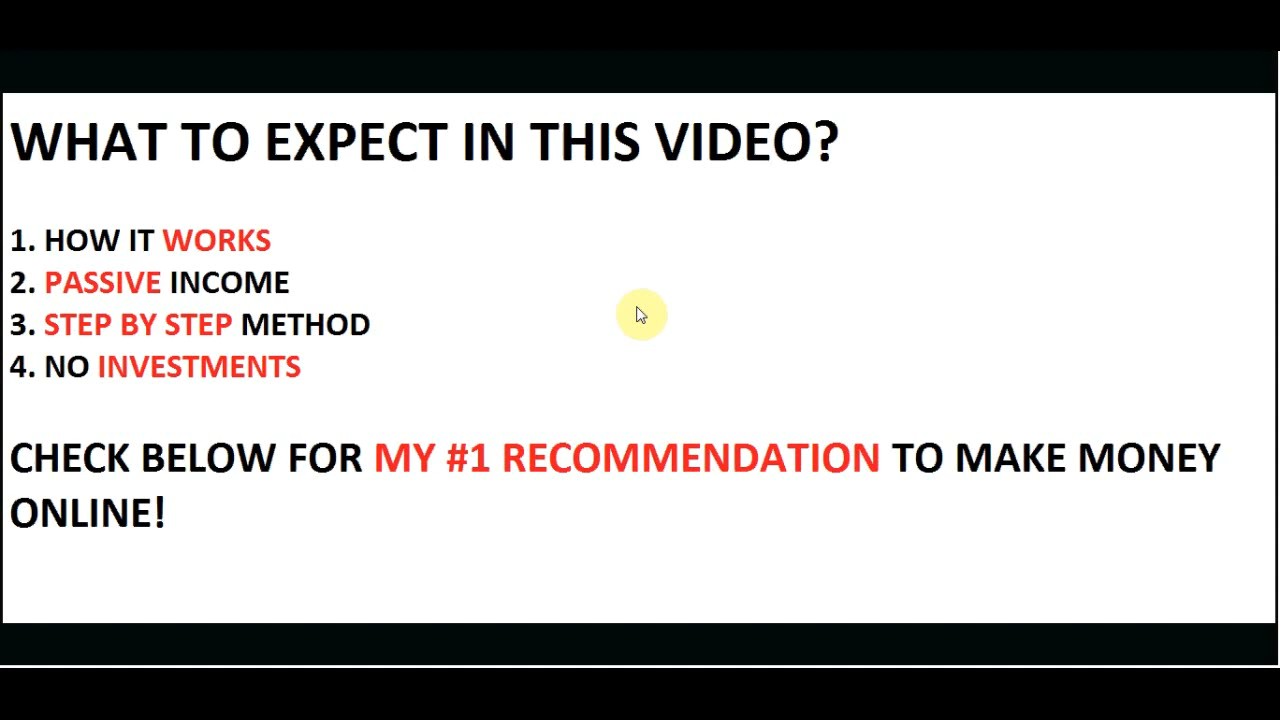 WHAT TO EXPECT IN THIS VIDEO?
1. HOW IT WORKS
2. PASSIVE INCOME
3. STEP BY STEP METHOD
4. NO INVESTMENTS
CHECK BELOW FOR MY #1 RECOMMENDATION TO MAKE MONEY
ONLINE!